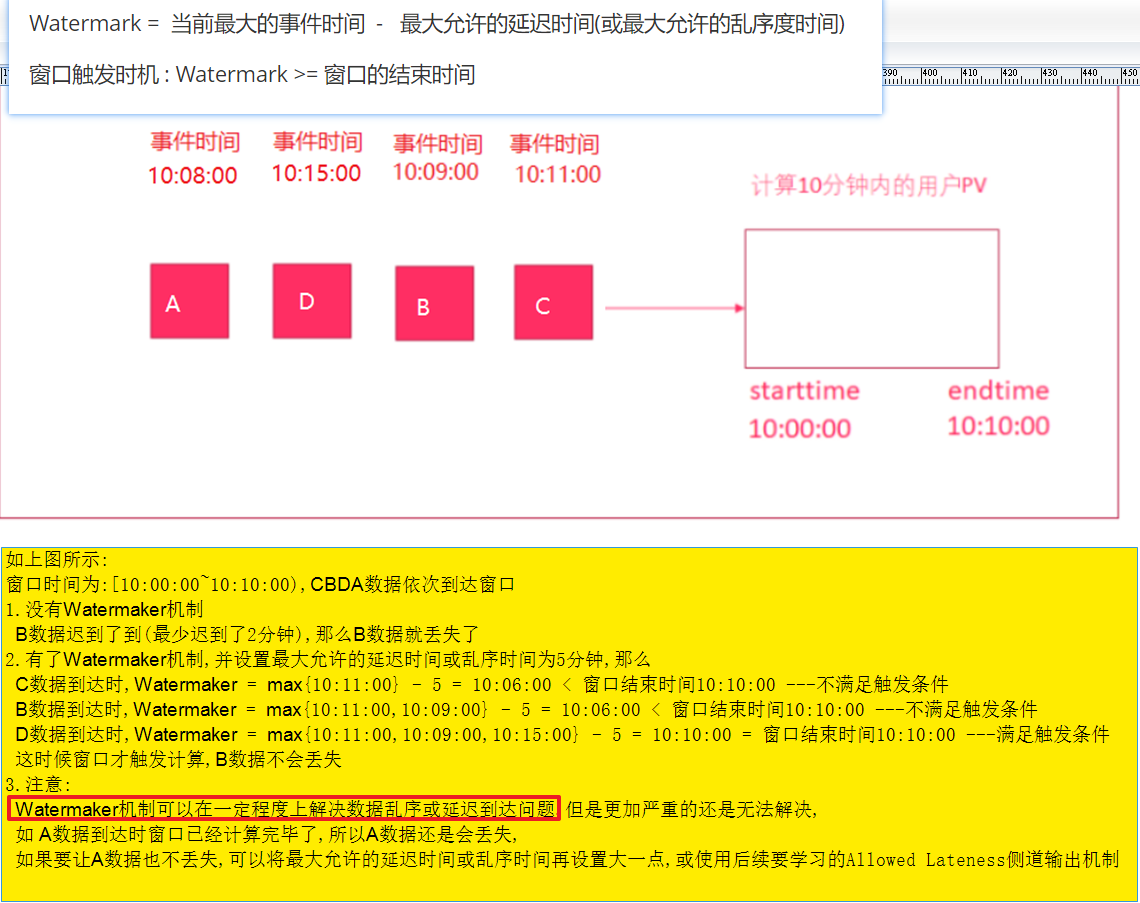 Watermark = 当前最大的事件时间 - 最大允许的延迟时间(或最大允许的乱序度时间)
窗口触发时机 : Watermark >= 窗口的结束时间
390 400 410 420 430 440 450
事件时间 事件时间 事件时间 事件时间
10:08:00 10:15:00 10:09:00 10:11:00
计算10分钟内的用户PV
A D B C
starttime endtime
10:00:00 10:10:00
如上图所示:
窗口时间为:[10:00:00~10:10:00),CBDA数据依次到达窗口
1.没有Watermaker机制
B数据迟到了到(最少迟到了2分钟),那么B数据就丢失了
2.有了Watermaker机制,并设置最大允许的延迟时间或乱序时间为5分钟,那么
C数据到达时,Watermaker = max{10:11:00} - 5 = 10:06:00 < 窗口结束时间10:10:00 ---不满足触发条件
B数据到达时,Watermaker = max{10:11:00,10:09:00} - 5 = 10:06:00 < 窗口结束时间10:10:00 ---不满足触发条件
D数据到达时,Watermaker = max{10:11:00,10:09:00,10:15:00} - 5 = 10:10:00 = 窗口结束时间10:10:00 ---满足触发条件
这时候窗口才触发计算,B数据不会丢失
3.注意:
Watermaker机制可以在一定程度上解决数据乱序或延迟到达问题,但是更加严重的还是无法解决,
如 A数据到达时窗口已经计算完毕了,所以A数据还是会丢失,
如果要让A数据也不丢失,可以将最大允许的延迟时间或乱序时间再设置大一点,或使用后续要学习的Allowed Lateness侧道输出机制